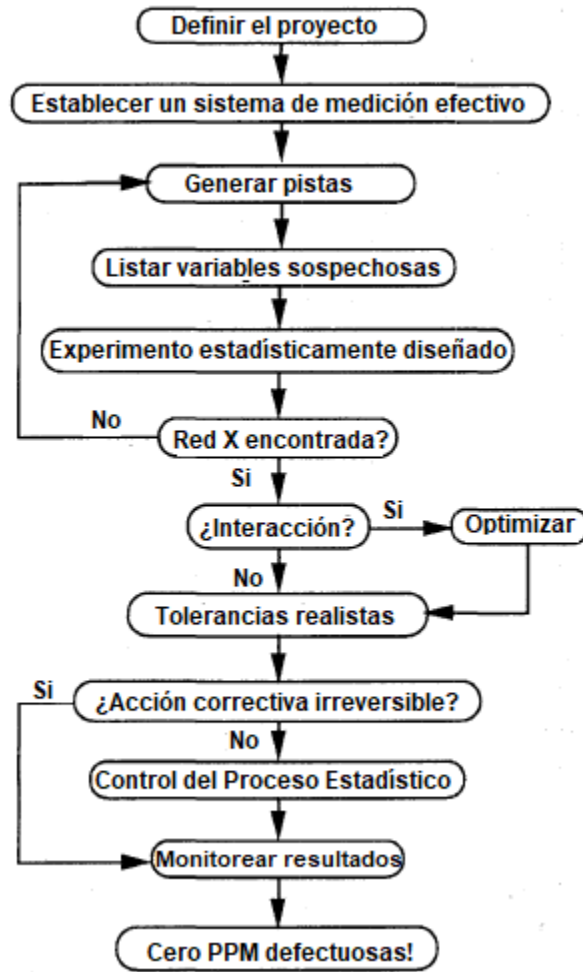 Definir el proyecto
Establecer un sistema de medición efectivo
Generar pistas
Listar variables sospechosas
Experimento estadísticamente diseñado
No
Red X encontrada?
Si
¿Interacción?
Si
Optimizar
No
Tolerancias realistas
Si
¿Acción correctiva irreversible?
No
Control del Proceso Estadístico
Monitorear resultados
Cero PPM defectuosas!